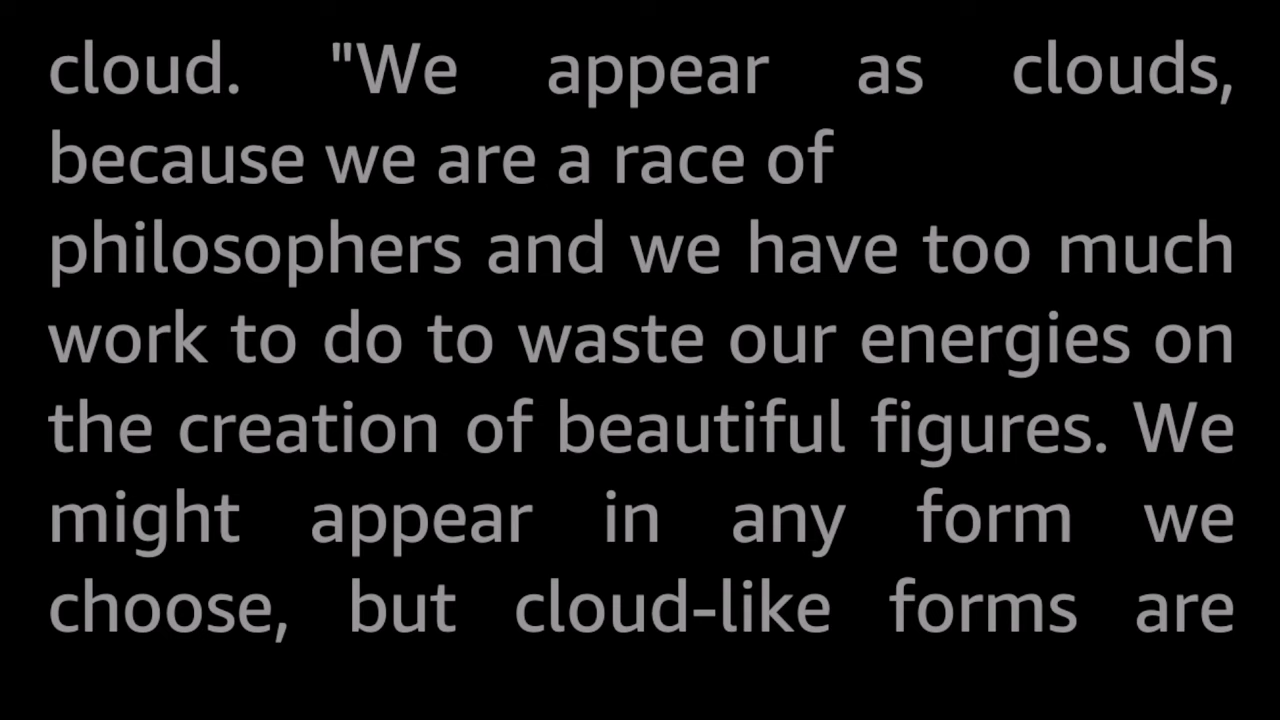 cloud. "We appear as clouds,
because we are a race of
philosophers and we have too much
work to do to waste our energies on
the creation of beautiful figures. We
might appear in any form we
choose, but cloud-like forms are